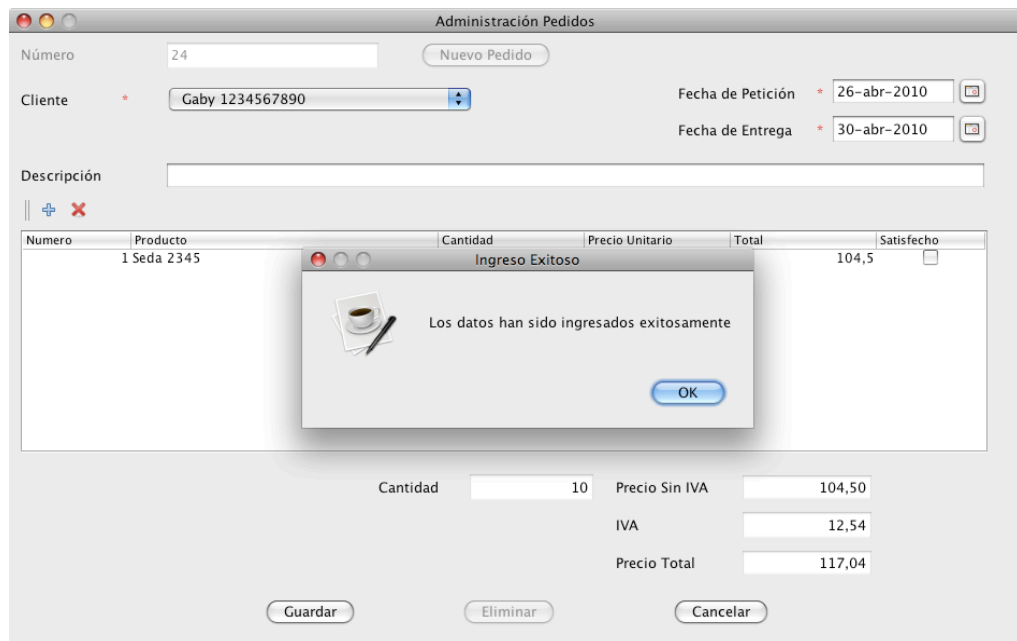 Administración Pedidos
Número 24 Nuevo Pedido
Cliente * Gaby 1234567890
Fecha de Petición * 26-abr-2010
Fecha de Entrega * 30-abr-2010
Descripción
Numero Producto Cantidad Precio Unitario Total Satisfecho
1 Seda 2345 104,5
Ingreso Exitoso
Los datos han sido ingresados exitosamente
OK
Cantidad 10 Precio Sin IVA 104,50
IVA 12,54
Precio Total 117,04
Guardar Eliminar Cancelar